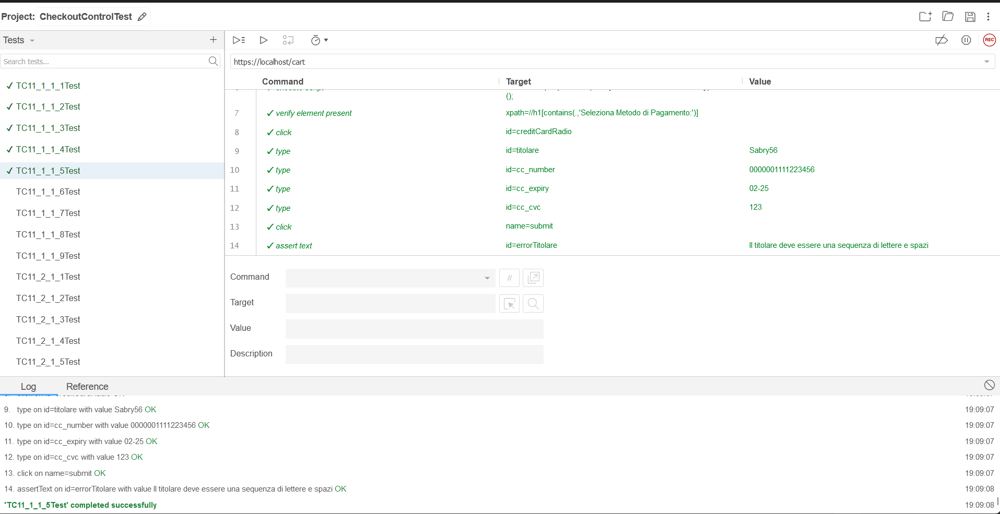 Project: CheckoutControlTest
Tests
REC
Search tests...
https://localhost/cart
Command Target Value
TC11_1_1_1Test
TC11_1_1_2Test
TC11_1_1_3Test
TC11_1_1_4Test
TC11_1_1_5Test
TC11_1_1_6Test
TC11_1_1_7Test
TC11_1_1_8Test
TC11_1_1_9Test
TC11_2_1_1Test
TC11_2_1_2Test
TC11_2_1_3Test
TC11_2_1_4Test
TC11_2_1_5Test
();
7 ✓ verify element present xpath=//h1[contains(.,'Seleziona Metodo di Pagamento:')]
8 ✓ click id=creditCardRadio
9 ✓ type id=titolare Sabry56
10 ✓ type id=cc_number 0000001111223456
11 ✓ type id=cc_expiry 02-25
12 ✓ type id=cc_cvc 123
13 ✓ click name=submit
14 ✓ assert text id=errorTitolare Il titolare deve essere una sequenza di lettere e spazi
Command //
Target
Value
Description
Log Reference
9. type on id=titolare with value Sabry56 OK 19:09:07
10. type on id=cc_number with value 0000001111223456 OK 19:09:07
11. type on id=cc_expiry with value 02-25 OK 19:09:07
12. type on id=cc_cvc with value 123 OK 19:09:07
13. click on name=submit OK 19:09:07
14. assertText on id=errorTitolare with value Il titolare deve essere una sequenza di lettere e spazi OK 19:09:08
'TC11_1_1_5Test' completed successfully 19:09:08